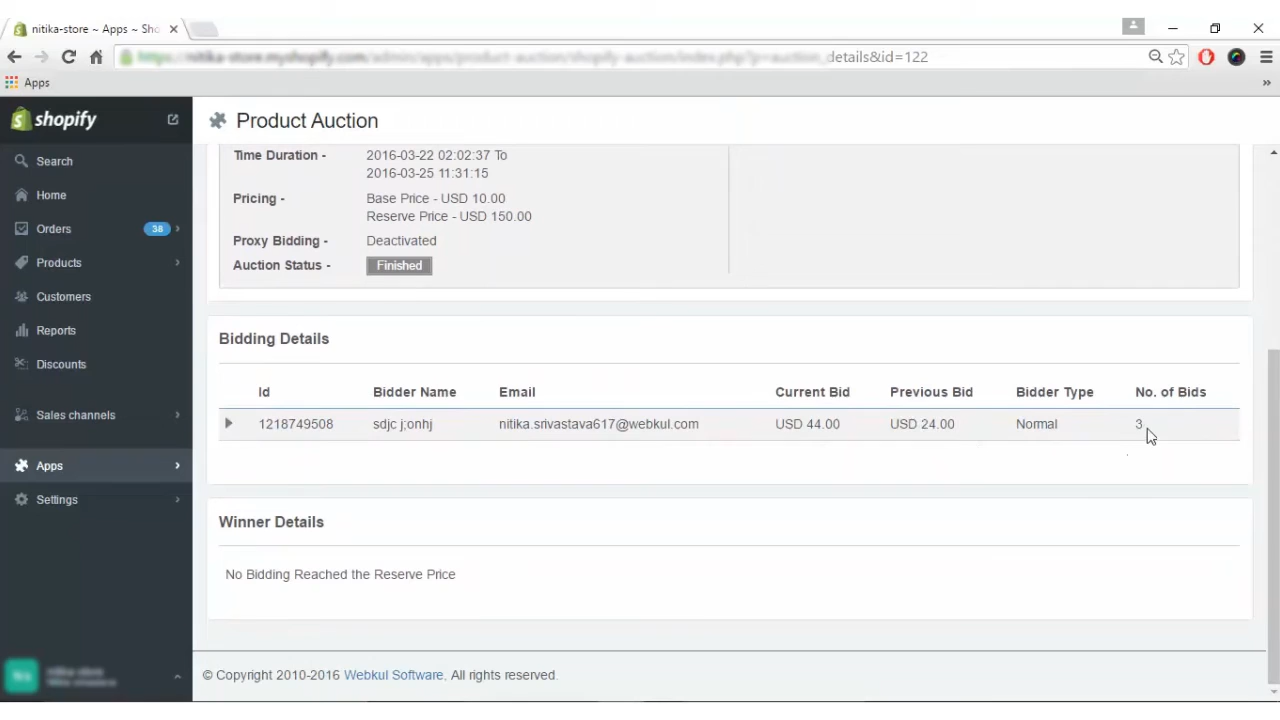 nitika-store ~ Apps ~ Sho
details&id=122
Apps
shopify
Product Auction
Search
Home
Orders 38
Products
Customers
Reports
Discounts
Sales channels
Apps
Settings
Time Duration - 2016-03-22 02:02:37 To
2016-03-25 11:31:15
Pricing - Base Price - USD 10.00
Reserve Price - USD 150.00
Proxy Bidding - Deactivated
Auction Status - Finished
Bidding Details
Id Bidder Name Email Current Bid Previous Bid Bidder Type No. of Bids
1218749508 sdjc j;onhj nitika.srivastava617@webkul.com USD 44.00 USD 24.00 Normal 3
Winner Details
No Bidding Reached the Reserve Price
© Copyright 2010-2016 Webkul Software. All rights reserved.